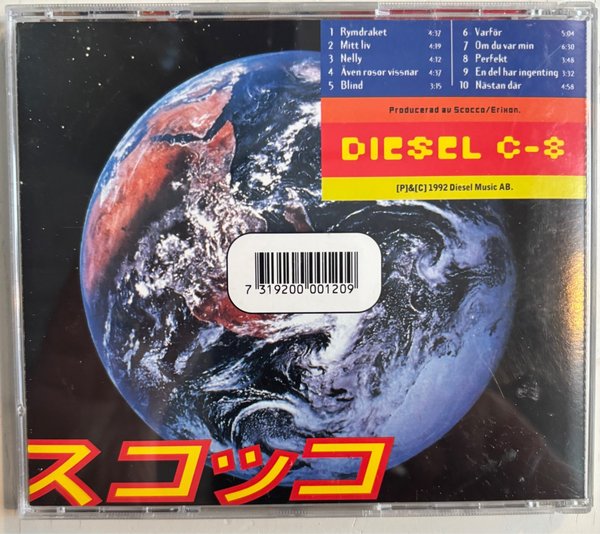 1 Rymdraket 4:37
2 Mitt liv 4:19
3 Nelly 4:32
4 Även rosor vissnar 4:37
5 Blind 3:15
6 Varför 5:04
7 Om du var min 6:30
8 Perfekt 3:48
9 En del har ingenting 3:32
10 Nästan där 4:58
Producerad av Scocco/Erixon.
DIESEL C-8
[P]&[C] 1992 Diesel Music AB.
7 319200 001209
スコッコ